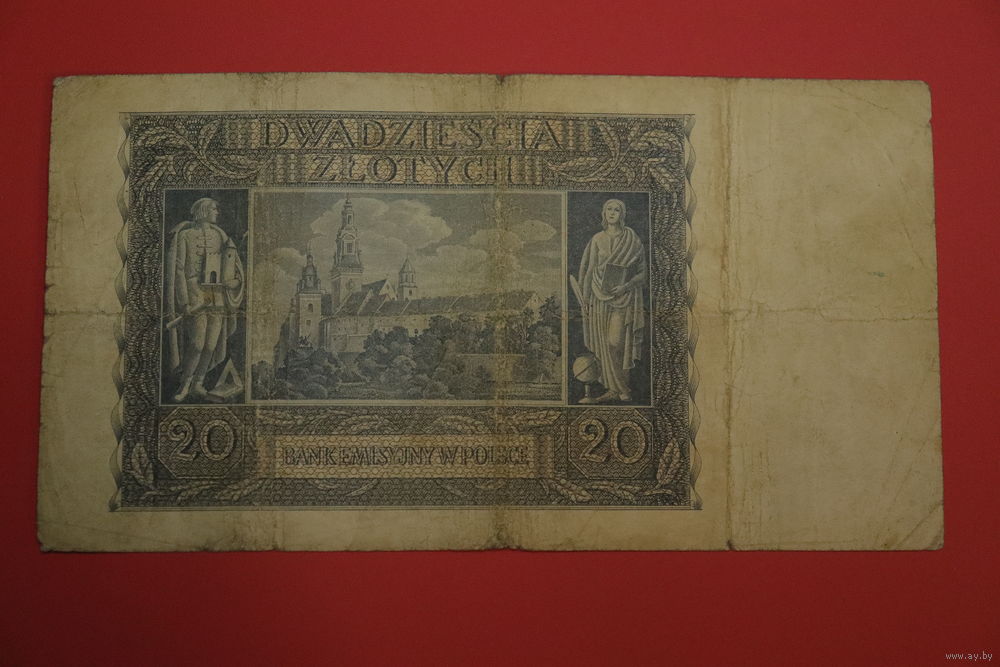 DWADZIEŚCIA
ZŁOTYCH
20
20
BANK EMISYJNY W POLSCE
www.ay.by